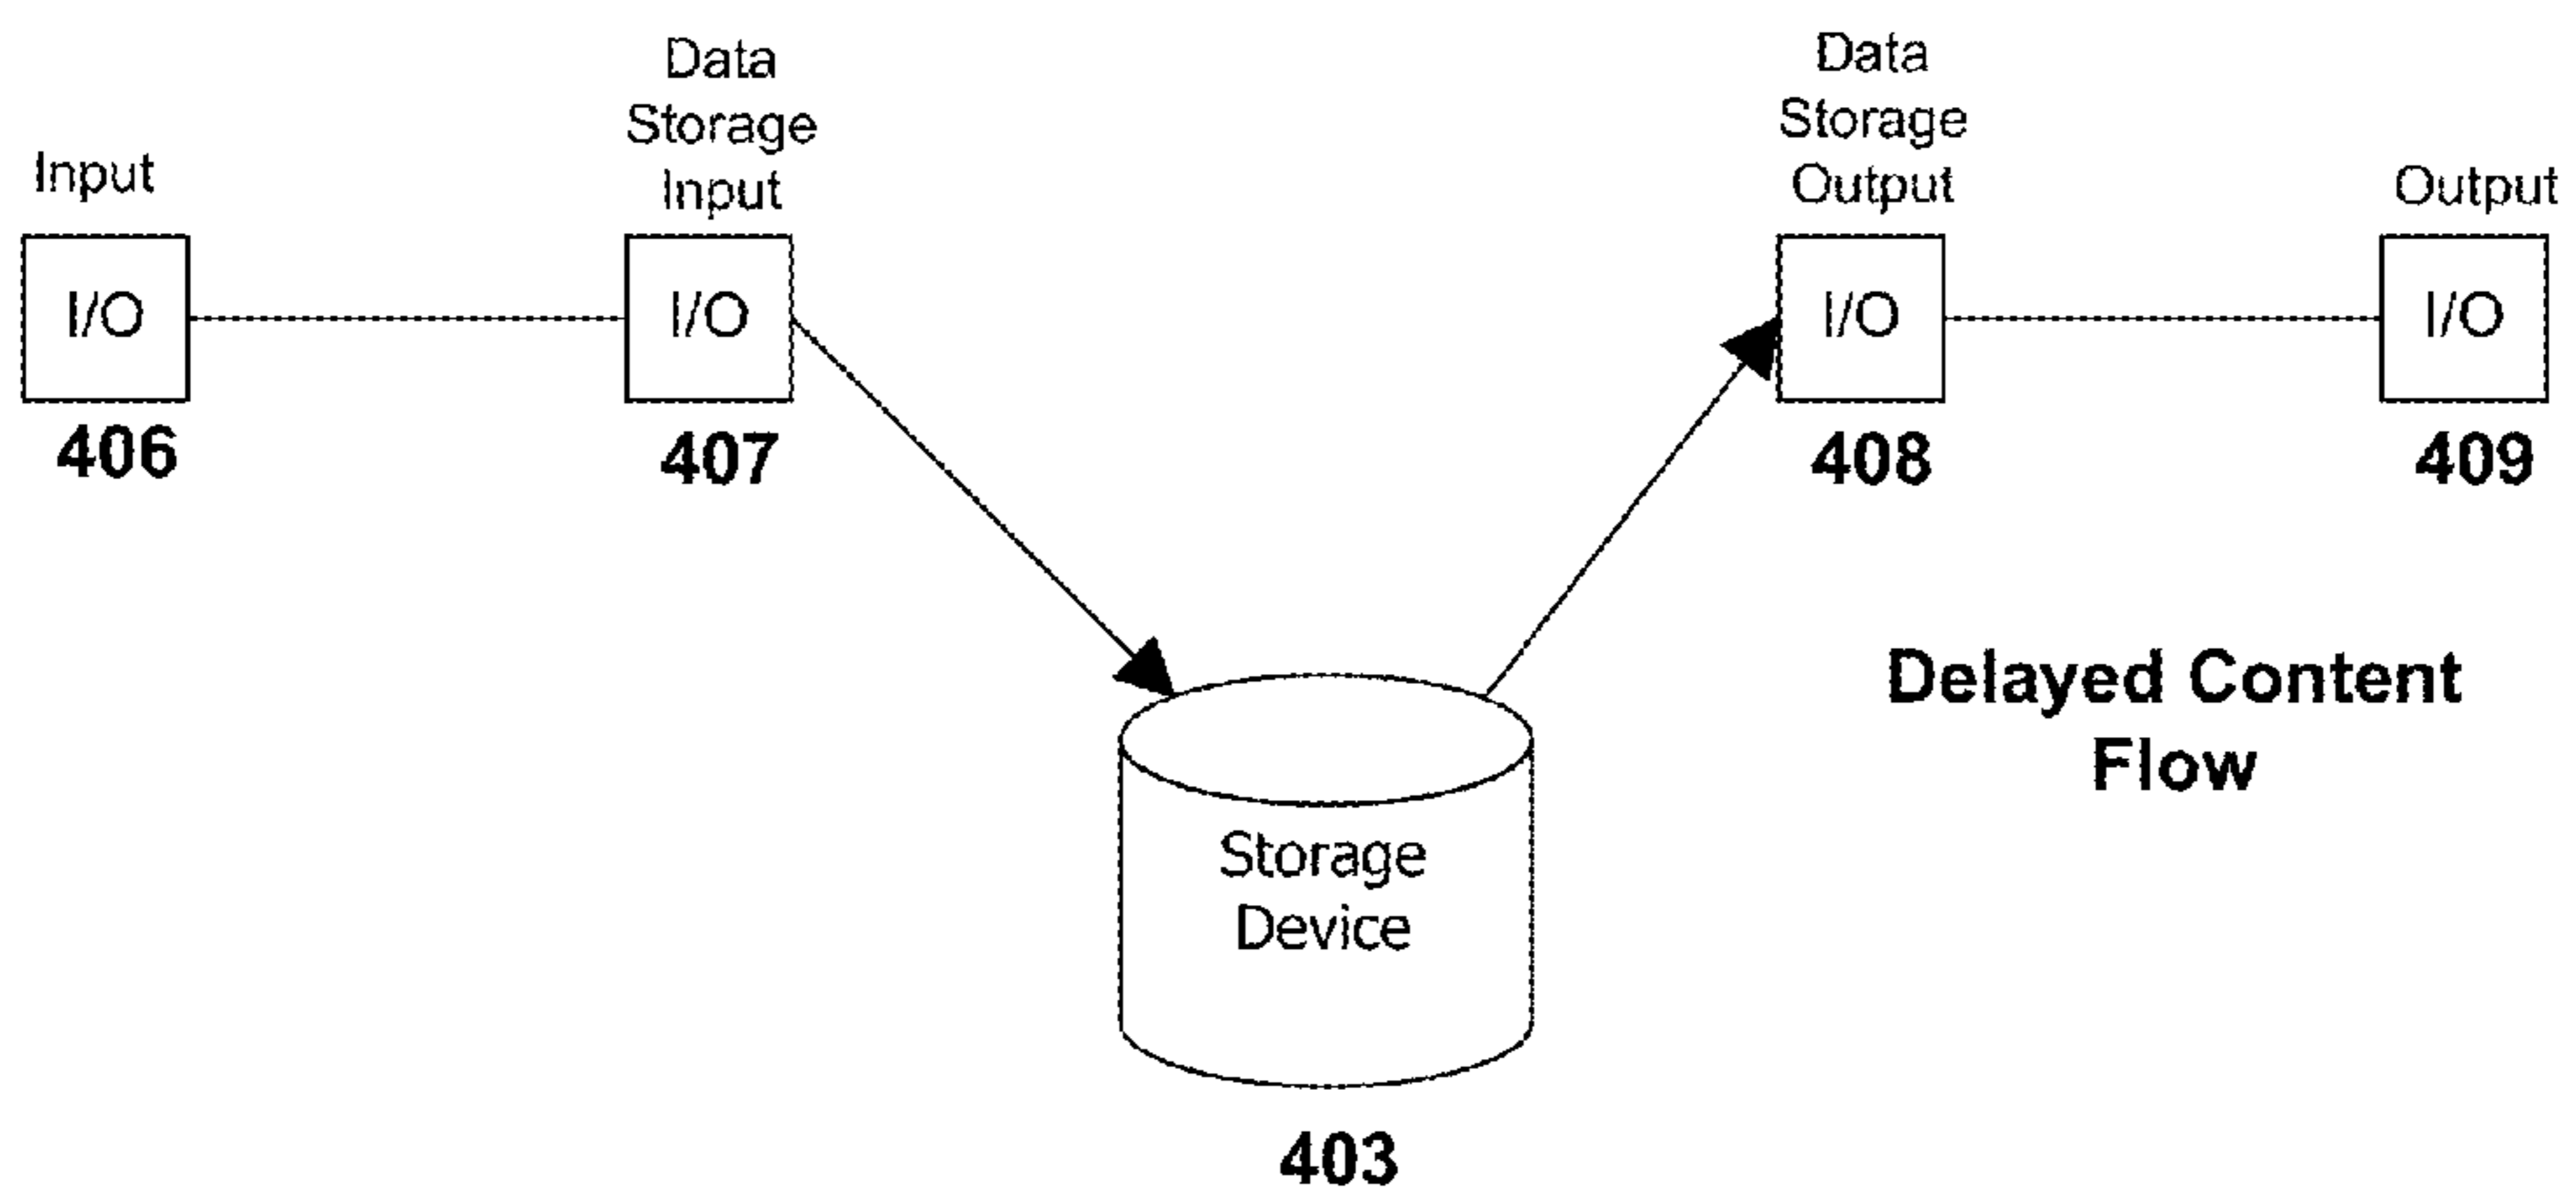 Input
I/O
406
Data
Storage
Input
I/O
407
Data
Storage
Output
I/O
408
Output
I/O
409
Delayed Content
Flow
Storage
Device
403